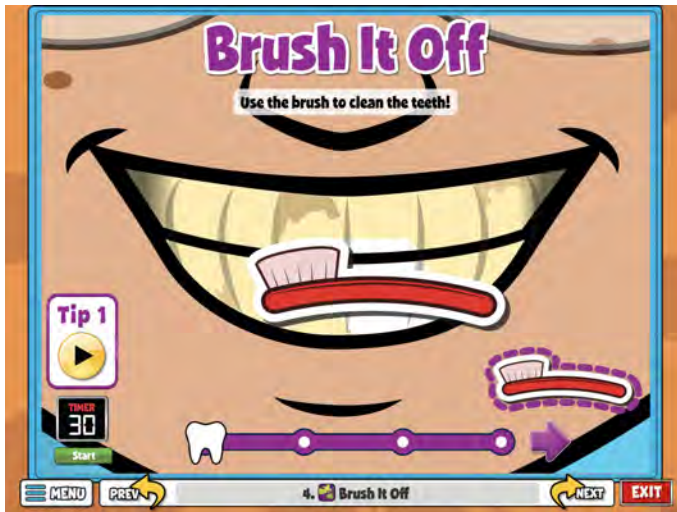 Brush It Off
Use the brush to clean the teeth!
Tip 1
TIMER
30
Start
MENU
PREV
4. Brush It Off
NEXT
EXIT